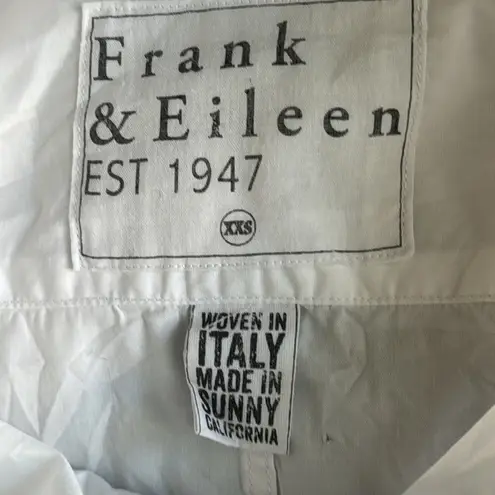 Frank
& Eileen
EST 1947
XXS
WOVEN IN
ITALY
MADE IN
SUNNY
CALIFORNIA